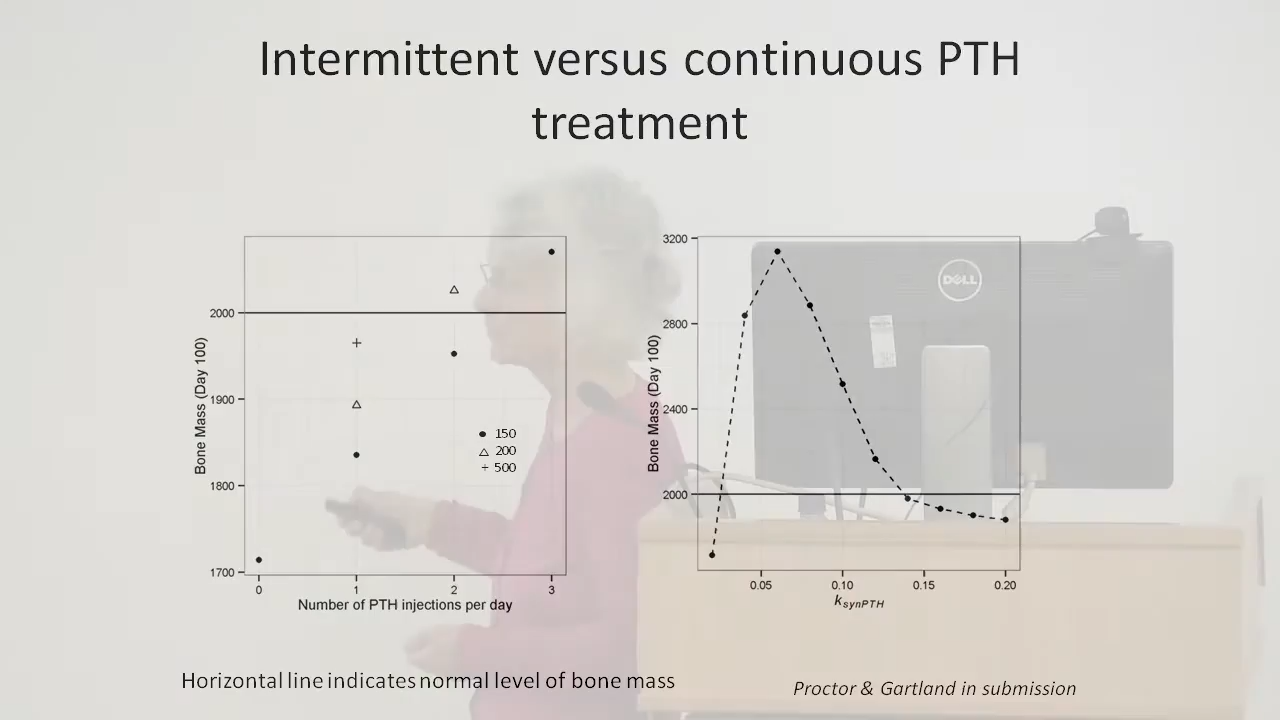 Intermittent versus continuous PTH
treatment
Bone Mass (Day 100)
2000
1900
1800
1700
150
200
+ 500
0 1 2 3
Number of PTH injections per day
Bone Mass (Day 100)
3200
2800
2400
2000
0.05 0.10 0.15 0.20
ksynPTH
DELL
Horizontal line indicates normal level of bone mass
Proctor & Gartland in submission